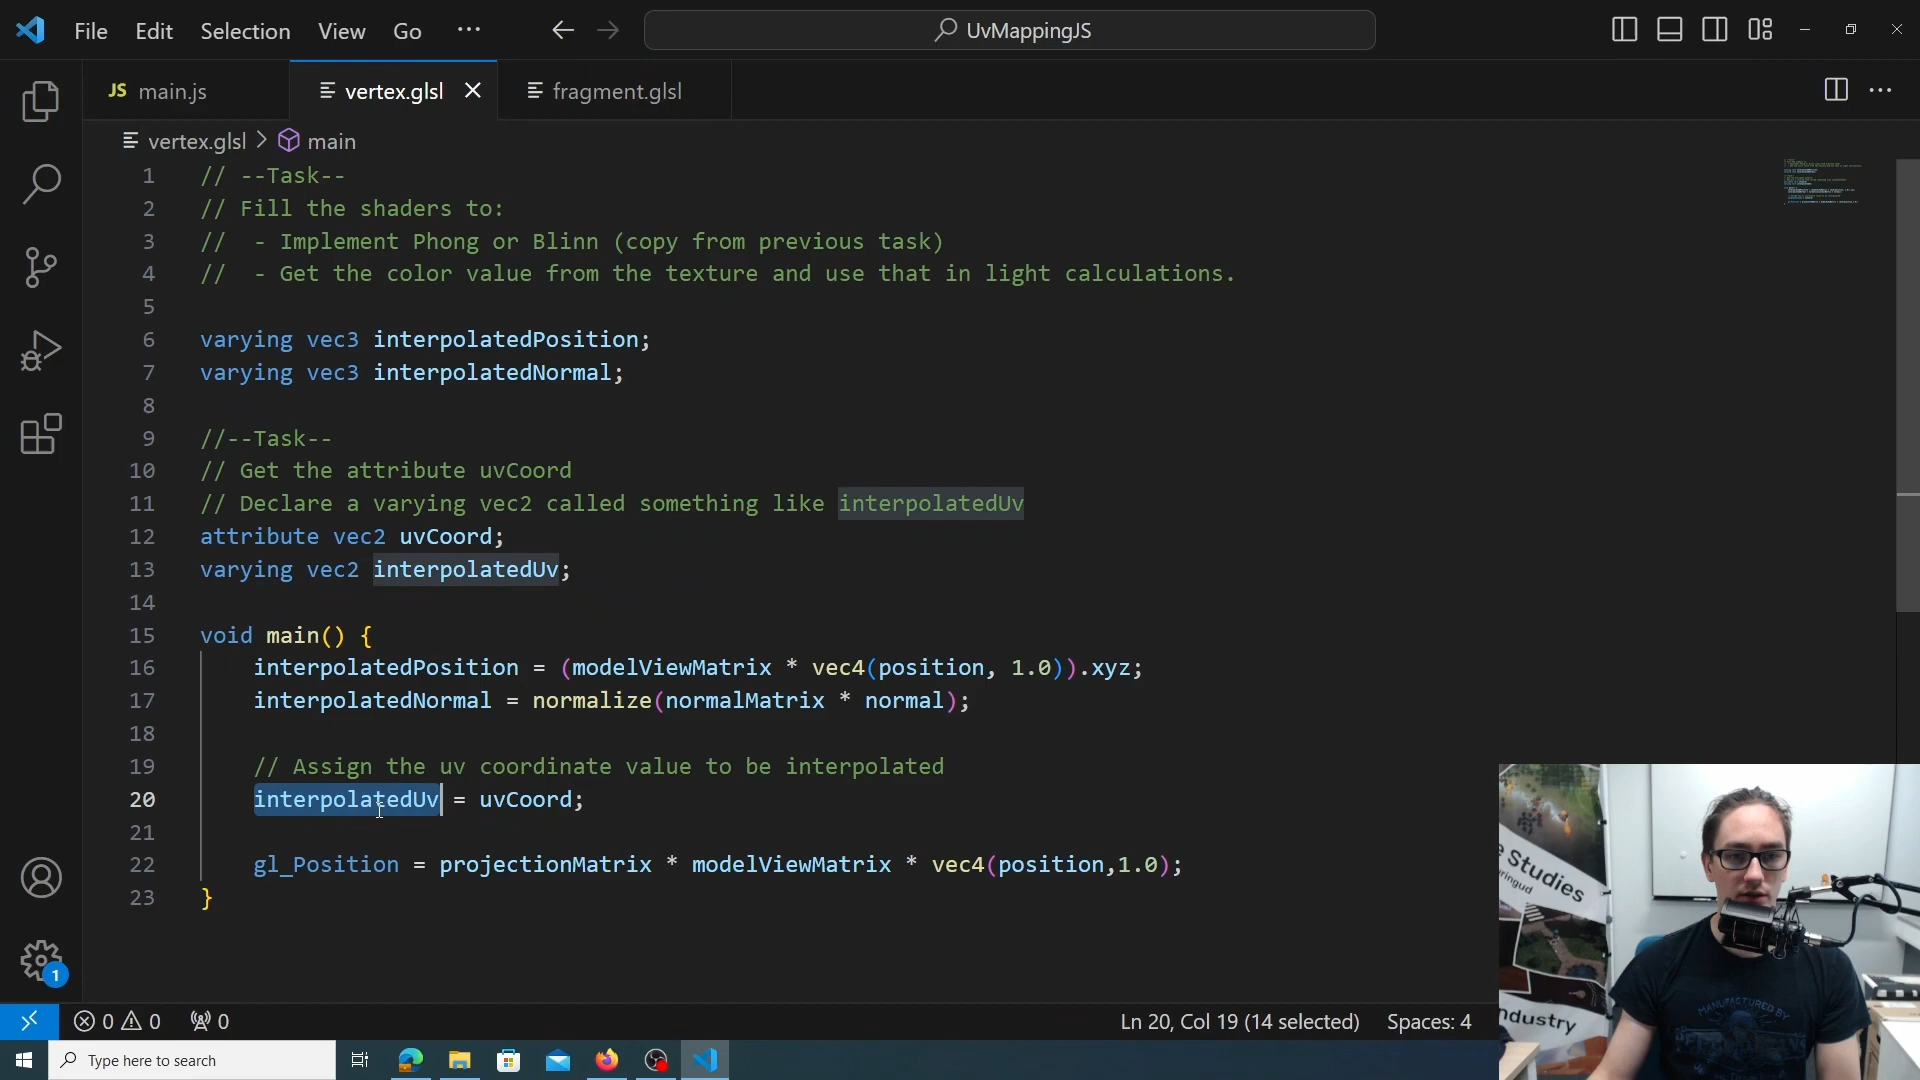 File Edit Selection View Go ... UvMappingJS
JS main.js vertex.glsl fragment.glsl
vertex.glsl > main
1 // --Task--
2 // Fill the shaders to:
3 //  - Implement Phong or Blinn (copy from previous task)
4 //  - Get the color value from the texture and use that in light calculations.
5
6 varying vec3 interpolatedPosition;
7 varying vec3 interpolatedNormal;
8
9 //--Task--
10 // Get the attribute uvCoord
11 // Declare a varying vec2 called something like interpolatedUv
12 attribute vec2 uvCoord;
13 varying vec2 interpolatedUv;
14
15 void main() {
16 interpolatedPosition = (modelViewMatrix * vec4(position, 1.0)).xyz;
17 interpolatedNormal = normalize(normalMatrix * normal);
18
19 // Assign the uv coordinate value to be interpolated
20 interpolatedUv = uvCoord;
21
22 gl_Position = projectionMatrix * modelViewMatrix * vec4(position,1.0);
23 }
e Studies
ndustry
MANUFACTURED BY
1
0 0 0 Ln 20, Col 19 (14 selected) Spaces: 4
Type here to search